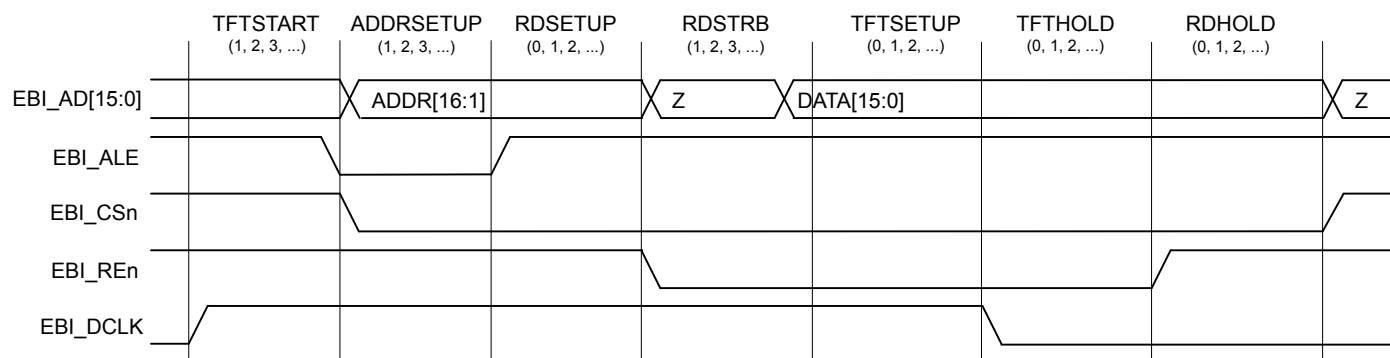 TFTSTART ADDRSETUP RDSETUP RDSTRB TFTSETUP TFTHOLD RDHOLD
(1, 2, 3, ...) (1, 2, 3, ...) (0, 1, 2, ...) (1, 2, 3, ...) (0, 1, 2, ...) (0, 1, 2, ...) (0, 1, 2, ...)
EBI_AD[15:0] ADDR[16:1] Z DATA[15:0] Z
EBI_ALE
EBI_CSn
EBI_REn
EBI_DCLK